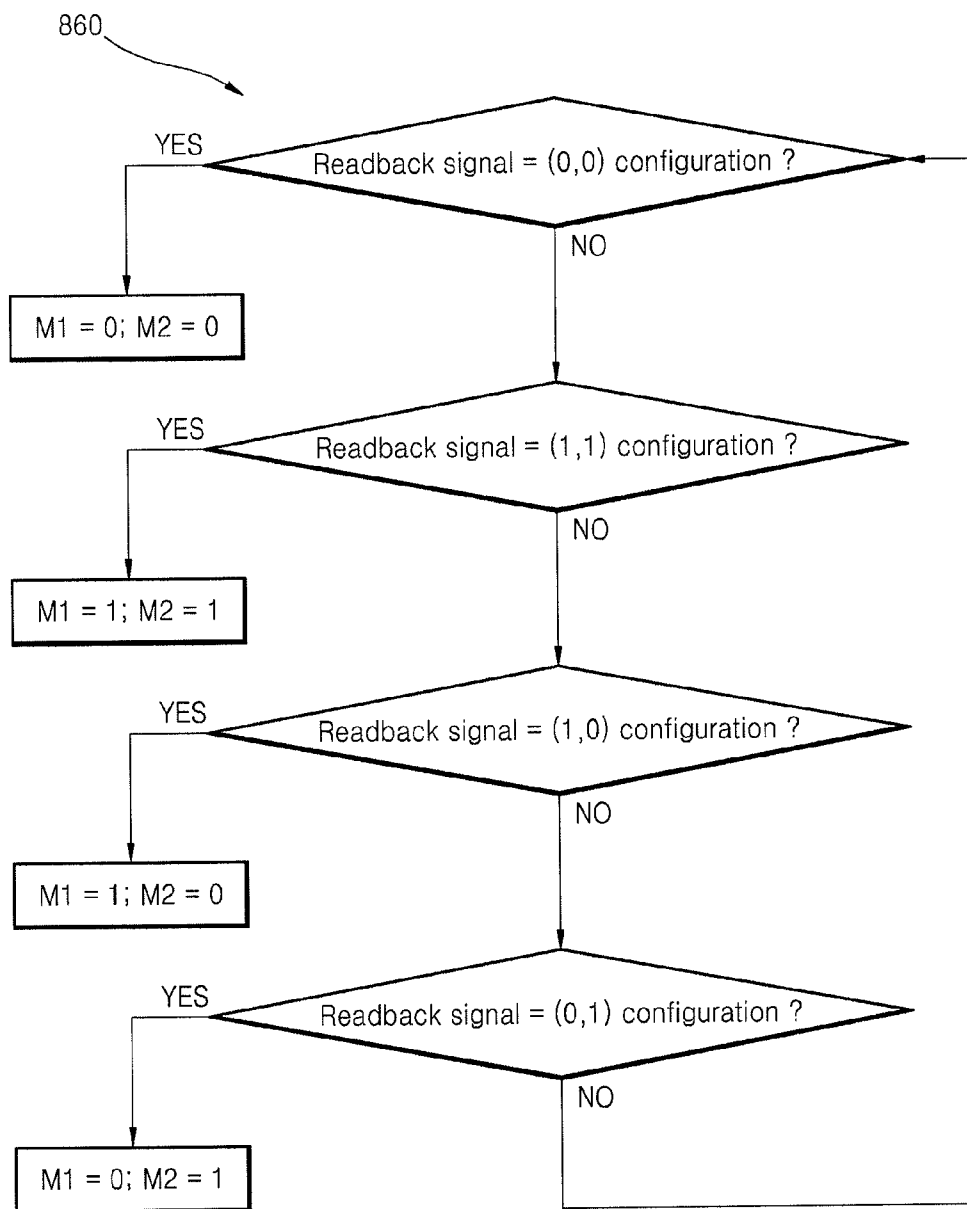 860
YES
Readback signal = (0,0) configuration ?
NO
M1 = 0; M2 = 0
YES
Readback signal = (1,1) configuration ?
NO
M1 = 1; M2 = 1
YES
Readback signal = (1,0) configuration ?
NO
M1 = 1; M2 = 0
YES
Readback signal = (0,1) configuration ?
NO
M1 = 0; M2 = 1